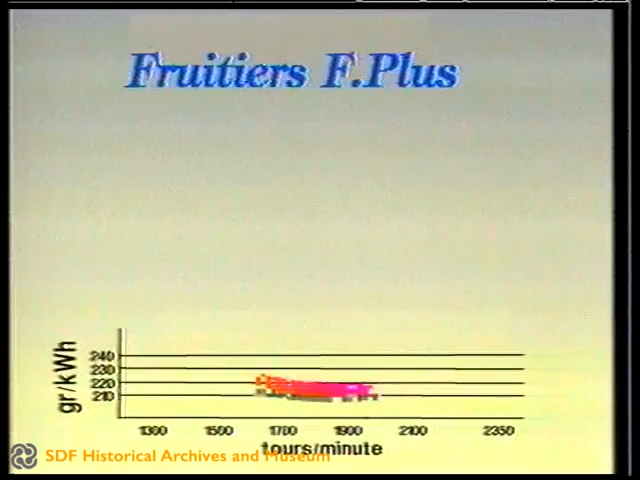 Fruitiers F.Plus
gr/kWh
240
230
220
210
1300 1500 1700 1900 2100 2350
tours/minute
SDF Historical Archives and Museum